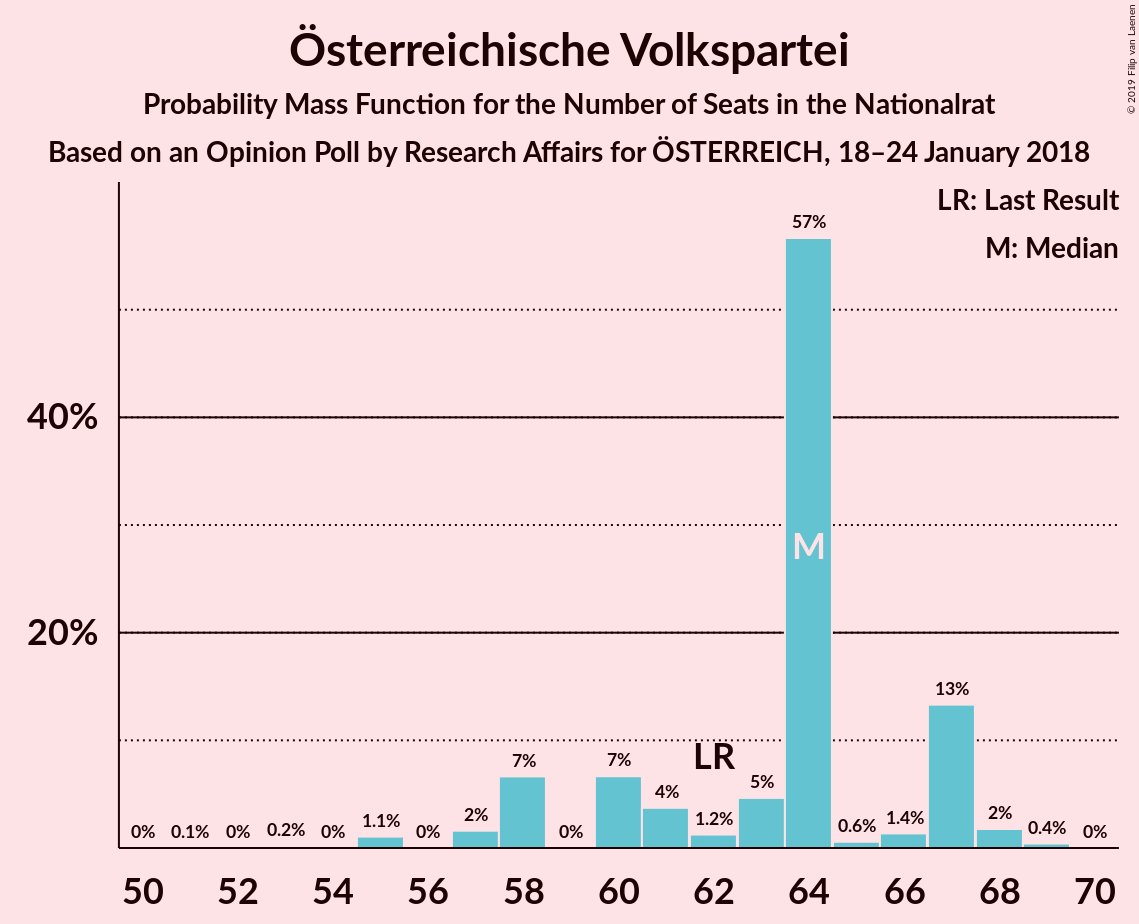 Österreichische Volkspartei
Probability Mass Function for the Number of Seats in the Nationalrat
Based on an Opinion Poll by Research Affairs for ÖSTERREICH, 18–24 January 2018
© 2019 Filip van Laenen
LR: Last Result
M: Median
57%
40%
M
20%
13%
LR
7%
7%
5%
4%
2%
2%
1.4%
1.2%
1.1%
0.6%
0.4%
0%
0.1%
0%
0.2%
0%
0%
0%
0%
50 52 54 56 58 60 62 64 66 68 70